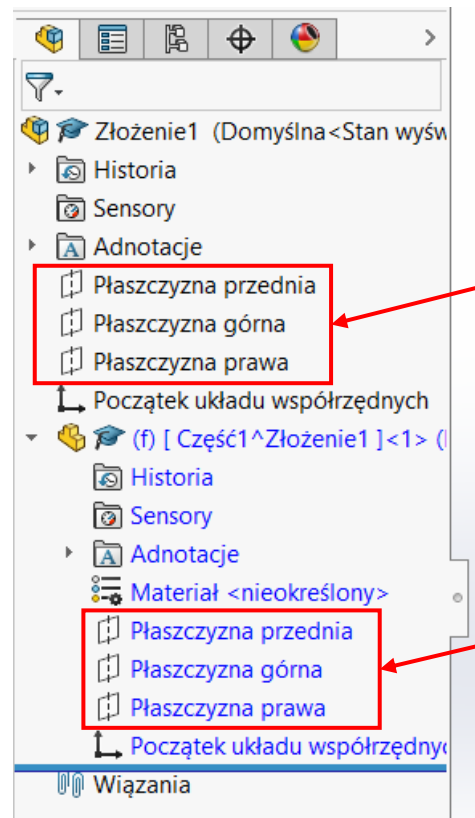 Złożenie1 (Domyślna<Stan wyśw
Historia
Sensory
Adnotacje
Płaszczyzna przednia
Płaszczyzna górna
Płaszczyzna prawa
Początek układu współrzędnych
(f) [ Część1^Złożenie1 ]<1> (
Historia
Sensory
Adnotacje
Materiał <nieokreślony>
Płaszczyzna przednia
Płaszczyzna górna
Płaszczyzna prawa
Początek układu współrzędny
Wiązania